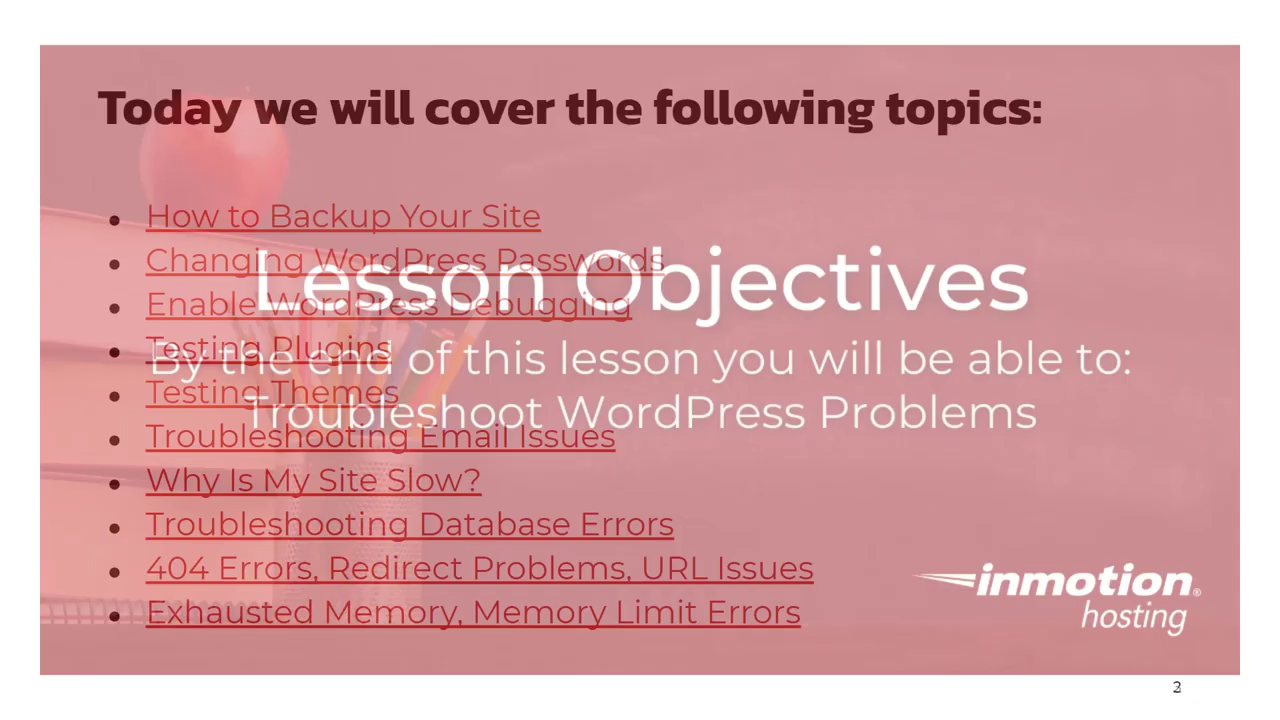 Today we will cover the following topics:
• How to Backup Your Site
• Changing WordPress Passwords
• Enable WordPress Debugging
• Testing Plugins
• Testing Themes
• Troubleshooting Email Issues
• Why Is My Site Slow?
• Troubleshooting Database Errors
• 404 Errors, Redirect Problems, URL Issues
• Exhausted Memory, Memory Limit Errors
Lesson Objectives
By the end of this lesson you will be able to:
Troubleshoot WordPress Problems
inmotion®
hosting